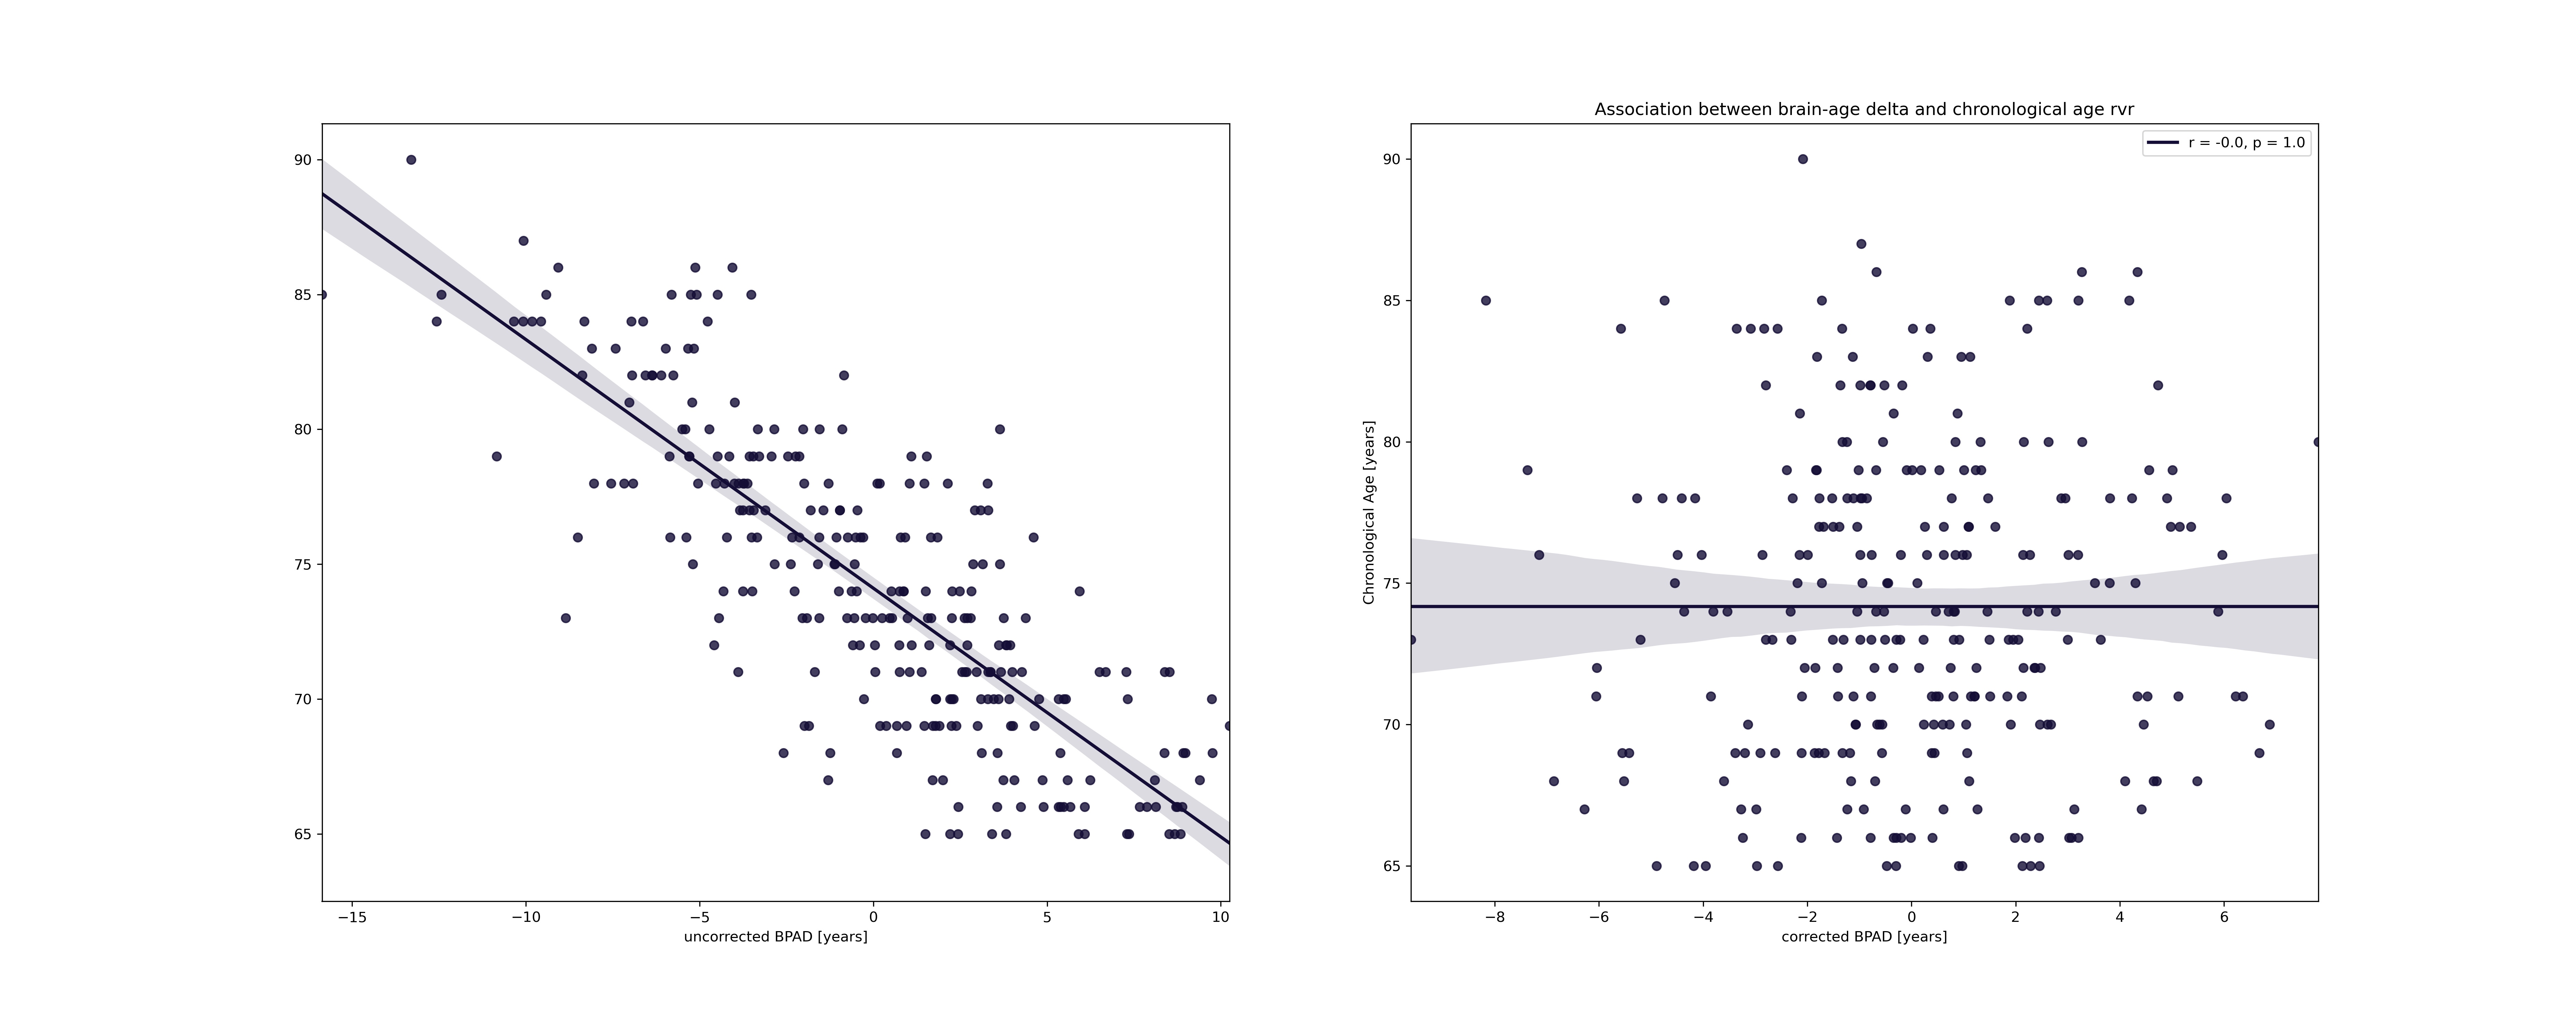 90
85
80
75
70
65
−15 −10 −5 0 5 10
uncorrected BPAD [years]
Association between brain-age delta and chronological age rvr
r = -0.0, p = 1.0
Chronological Age [years]
90
85
80
75
70
65
−8 −6 −4 −2 0 2 4 6
corrected BPAD [years]